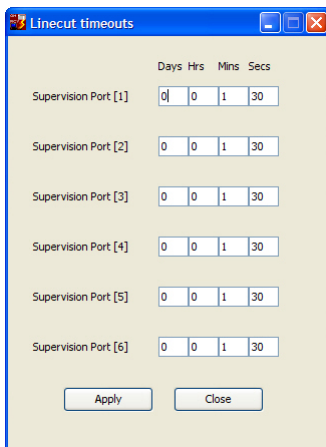 Linecut timeouts
Days Hrs Mins Secs
Supervision Port [1] 0 0 1 30
Supervision Port [2] 0 0 1 30
Supervision Port [3] 0 0 1 30
Supervision Port [4] 0 0 1 30
Supervision Port [5] 0 0 1 30
Supervision Port [6] 0 0 1 30
Apply Close